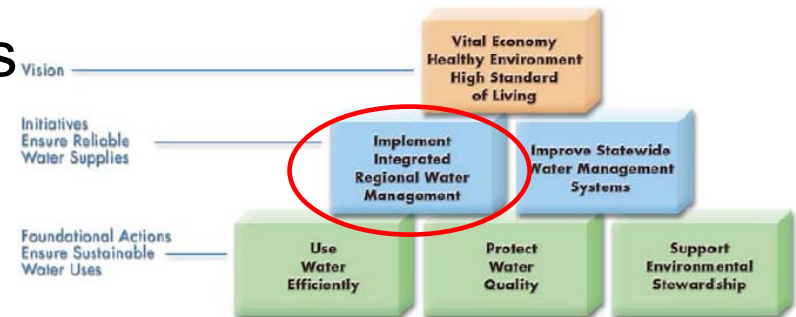 s
Vision
Vital Economy
Healthy Environment
High Standard
of Living
Initiatives
Ensure Reliable
Water Supplies
Implement
Integrated
Regional Water
Management
Improve Statewide
Water Management
Systems
Foundational Actions
Ensure Sustainable
Water Uses
Use
Water
Efficiently
Protect
Water
Quality
Support
Environmental
Stewardship